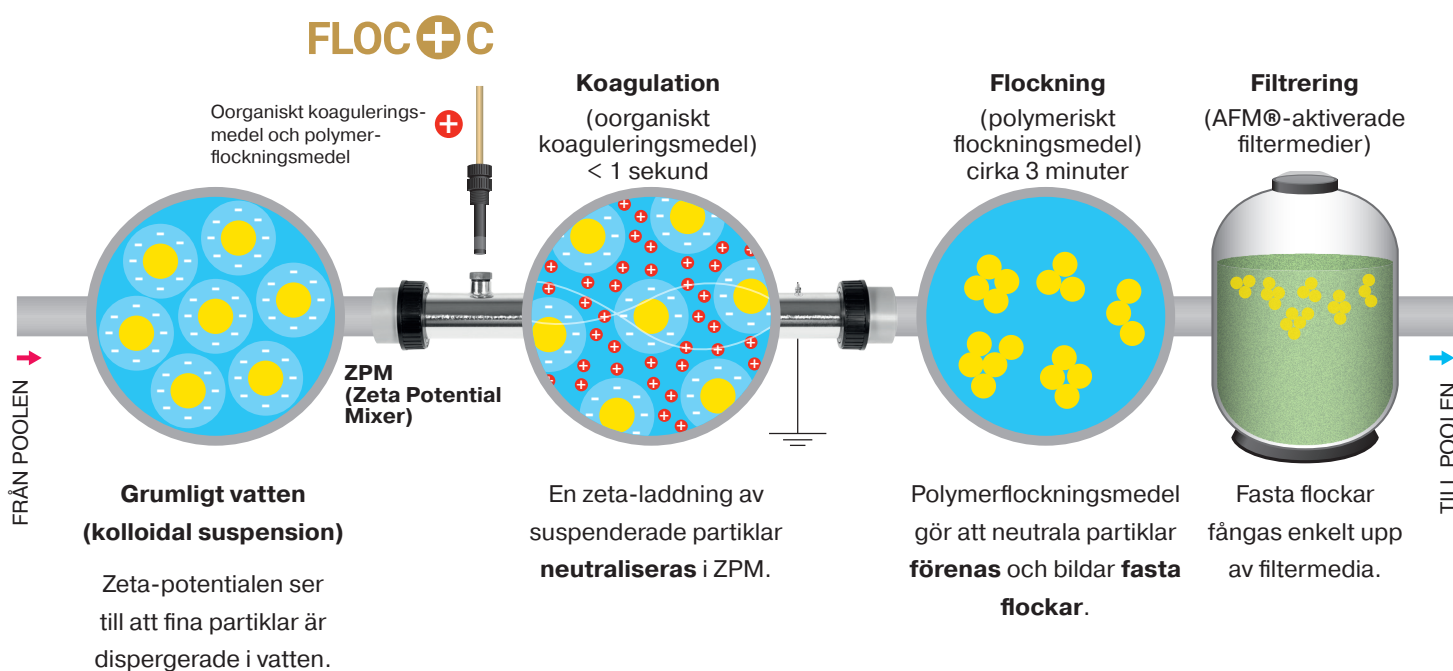 FLOC+C
Oorganiskt koagulerings-
medel och polymer-
flockningsmedel
Koagulation
(oorganiskt
koaguleringsmedel)
< 1 sekund
Flockning
(polymeriskt
flockningsmedel)
cirka 3 minuter
Filtrering
(AFM®-aktiverade
filtermedier)
FRÅN POOLEN
ZPM
(Zeta Potential
Mixer)
TILL POOLEN
Grumligt vatten
(kolloidal suspension)
Zeta-potentialen ser
till att fina partiklar är
dispergerade i vatten.
En zeta-laddning av
suspenderade partiklar
neutraliseras i ZPM.
Polymerflockningsmedel
gör att neutrala partiklar
förenas och bildar fasta
flockar.
Fasta flockar
fångas enkelt upp
av filtermedia.